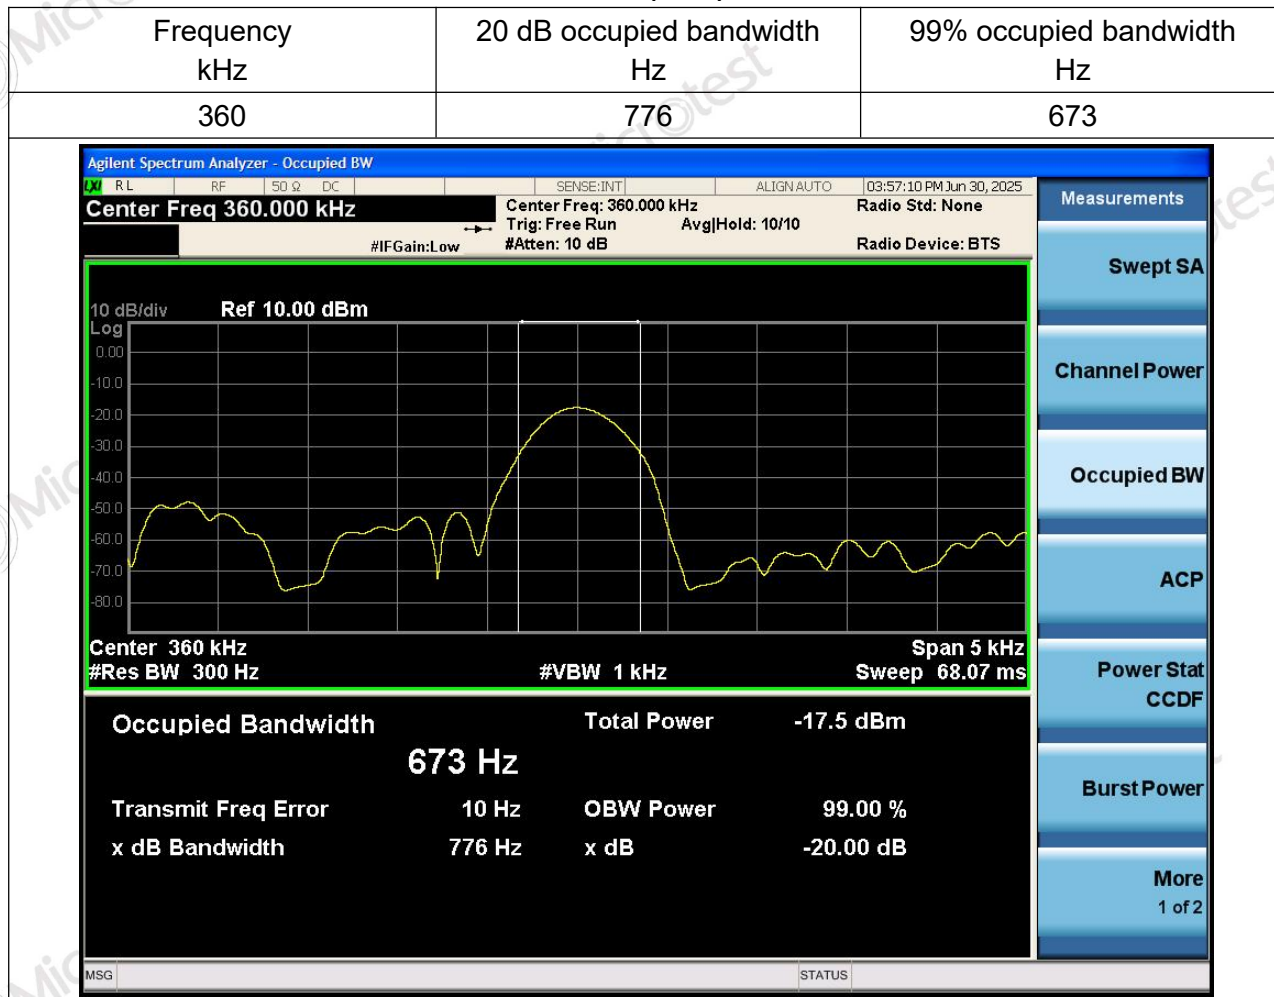 Frequency 20 dB occupied bandwidth 99% occupied bandwidth
kHz Hz Hz
360 776 673
Agilent Spectrum Analyzer - Occupied BW
LXI RL RF 50 Ω DC SENSE:INT ALIGN AUTO 03:57:10 PM Jun 30, 2025
Center Freq 360.000 kHz
Center Freq: 360.000 kHz Radio Std: None
Trig: Free Run Avg|Hold: 10/10
#IFGain:Low #Atten: 10 dB Radio Device: BTS
10 dB/div Ref 10.00 dBm
Log
0.00
-10.0
-20.0
-30.0
-40.0
-50.0
-60.0
-70.0
-80.0
Center 360 kHz Span 5 kHz
#Res BW 300 Hz #VBW 1 kHz Sweep 68.07 ms
Occupied Bandwidth Total Power -17.5 dBm
673 Hz
Transmit Freq Error 10 Hz OBW Power 99.00 %
x dB Bandwidth 776 Hz x dB -20.00 dB
MSG STATUS
Measurements
Swept SA
Channel Power
Occupied BW
ACP
Power Stat
CCDF
Burst Power
More
1 of 2